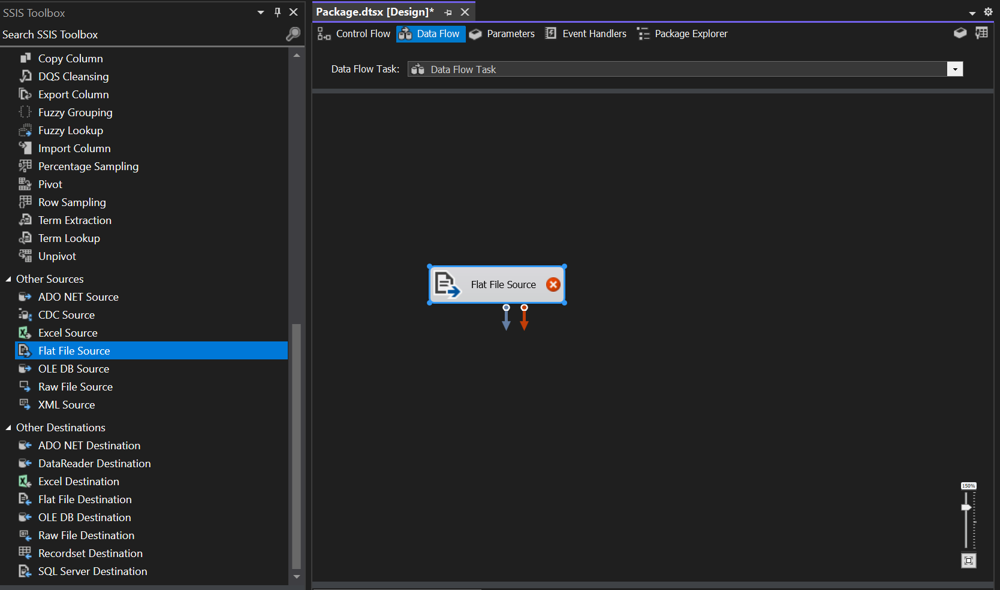 SSIS Toolbox
Search SSIS Toolbox
Copy Column
DQS Cleansing
Export Column
Fuzzy Grouping
Fuzzy Lookup
Import Column
Percentage Sampling
Pivot
Row Sampling
Term Extraction
Term Lookup
Unpivot
Other Sources
ADO NET Source
CDC Source
Excel Source
Flat File Source
OLE DB Source
Raw File Source
XML Source
Other Destinations
ADO NET Destination
DataReader Destination
Excel Destination
Flat File Destination
OLE DB Destination
Raw File Destination
Recordset Destination
SQL Server Destination
Package.dtsx [Design]*
Control Flow Data Flow Parameters Event Handlers Package Explorer
Data Flow Task: Data Flow Task
Flat File Source
150%